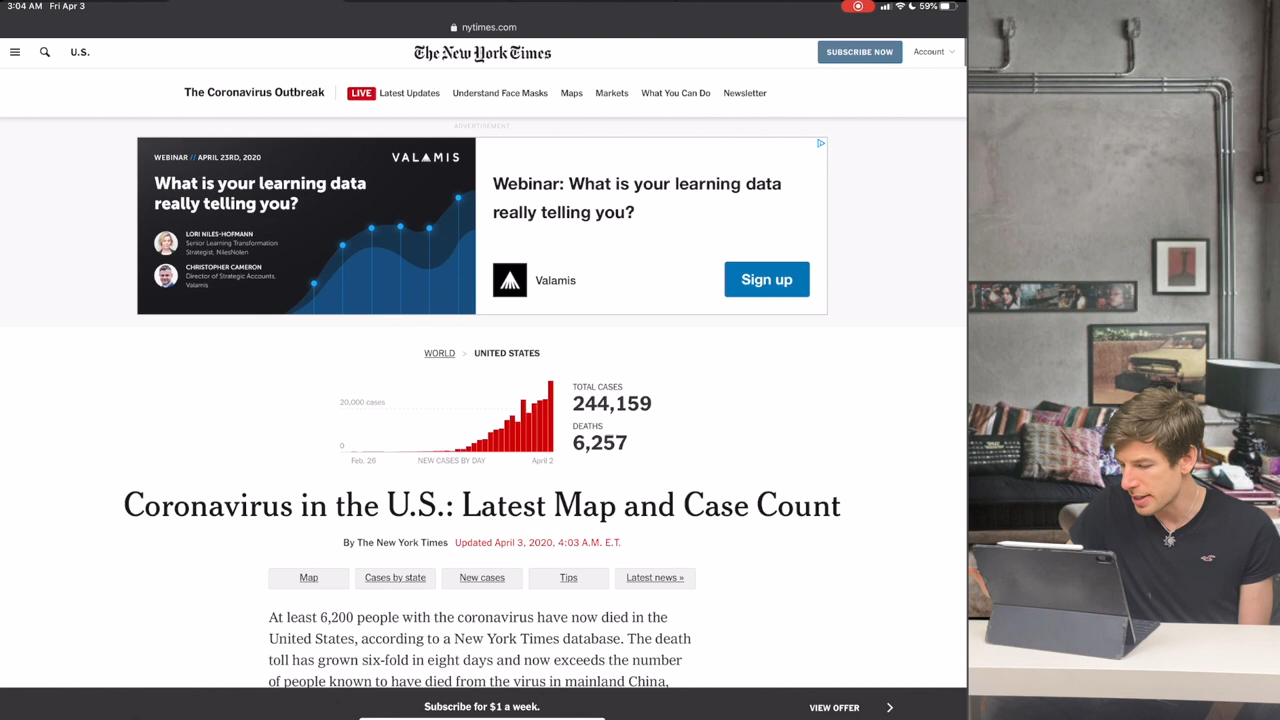 3:04 AM Fri Apr 3
59%
nytimes.com
U.S.
The New York Times
SUBSCRIBE NOW
Account
The Coronavirus Outbreak
LIVE Latest Updates Understand Face Masks Maps Markets What You Can Do Newsletter
ADVERTISEMENT
WEBINAR // APRIL 23RD, 2020
VALAMIS
What is your learning data
really telling you?
LORI NILES-HOFMANN
Senior Learning Transformation
Strategist, NilesNolen
CHRISTOPHER CAMERON
Director of Strategic Accounts,
Valamis
Webinar: What is your learning data
really telling you?
Valamis
Sign up
WORLD > UNITED STATES
20,000 cases
0
Feb. 26 NEW CASES BY DAY April 2
TOTAL CASES
244,159
DEATHS
6,257
Coronavirus in the U.S.: Latest Map and Case Count
By The New York Times Updated April 3, 2020, 4:03 A.M. E.T.
Map Cases by state New cases Tips Latest news »
At least 6,200 people with the coronavirus have now died in the
United States, according to a New York Times database. The death
toll has grown six-fold in eight days and now exceeds the number
of people known to have died from the virus in mainland China,
Subscribe for $1 a week.
VIEW OFFER